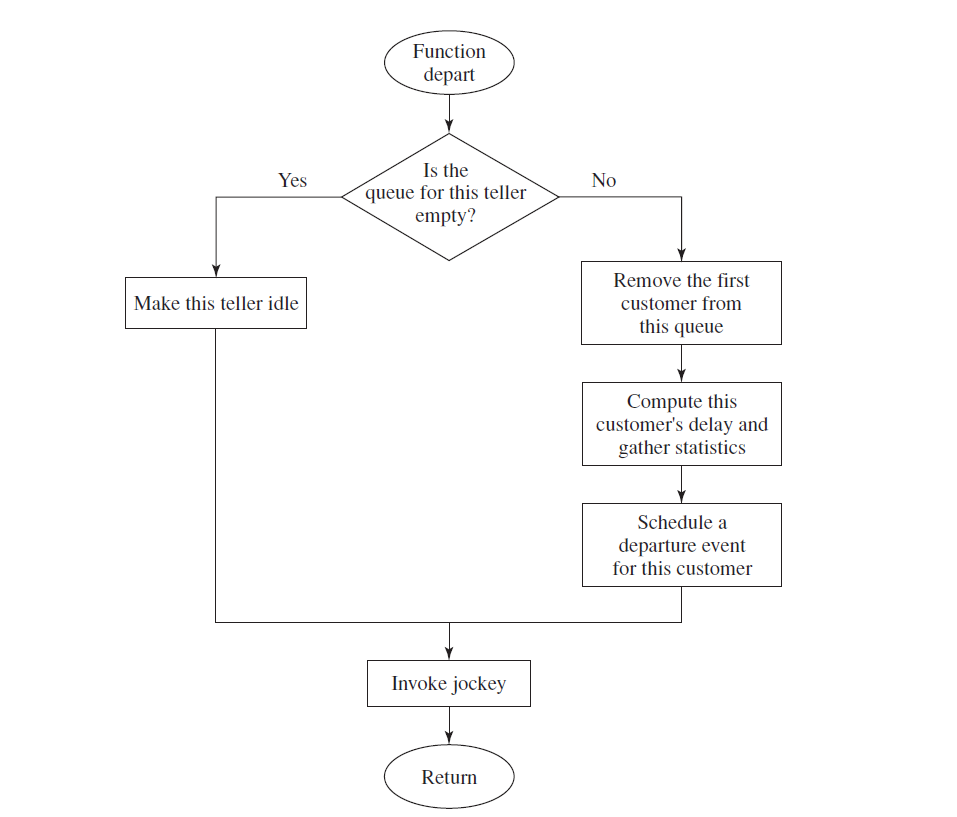 Function
depart
Is the
queue for this teller
empty?
Yes
No
Make this teller idle
Remove the first
customer from
this queue
Compute this
customer's delay and
gather statistics
Schedule a
departure event
for this customer
Invoke jockey
Return